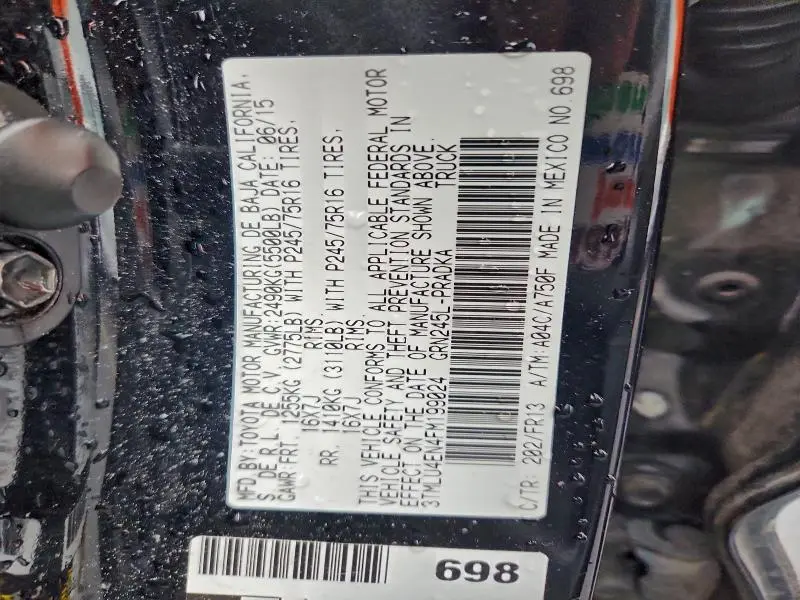 MFD.BY:TOYOTA MOTOR MANUFACTURING DE BAJA CALIFORNIA,
S. DE R.L. DE C.V. GVWR:2490KG(5500LB)DATE: 06/15
GAWR:FRT. 1255KG (2775LB) WITH P245/75R16 TIRES,
16X7J RIMS.
RR. 1410KG (3110LB) WITH P245/75R16 TIRES,
16X7J RIMS.
THIS VEHICLE CONFORMS TO ALL APPLICABLE FEDERAL MOTOR
VEHICLE SAFETY AND THEFT PREVENTION STANDARDS IN
EFFECT ON THE DATE OF MANUFACTURE SHOWN ABOVE.
3TMLU4EN4FM199024 GRN245L-PRADKA TRUCK
C/TR: 202/FR13 A/TM:A04C/A750F MADE IN MEXICO NO.698
698